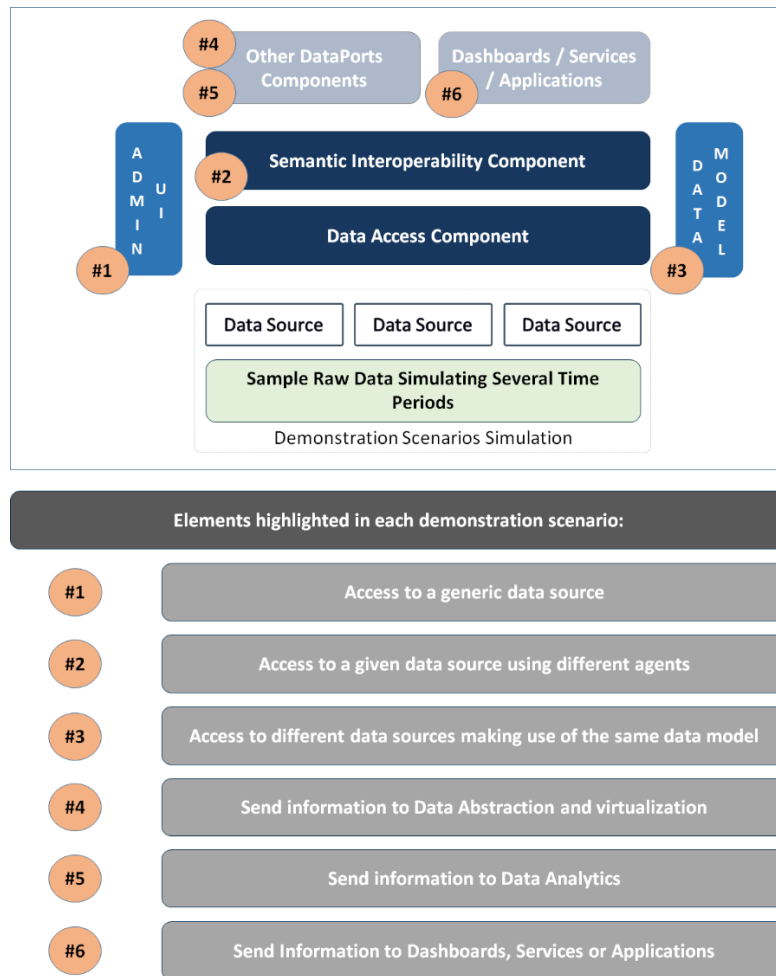 #4
Other DataPorts
Components
#5
Dashboards / Services
/ Applications
#6
ADMIN
UI
#1
Semantic Interoperability Component
#2
Data Access Component
DATA
MODEL
#3
Data Source
Data Source
Data Source
Sample Raw Data Simulating Several Time
Periods
Demonstration Scenarios Simulation
Elements highlighted in each demonstration scenario:
#1
Access to a generic data source
#2
Access to a given data source using different agents
#3
Access to different data sources making use of the same data model
#4
Send information to Data Abstraction and virtualization
#5
Send information to Data Analytics
#6
Send Information to Dashboards, Services or Applications